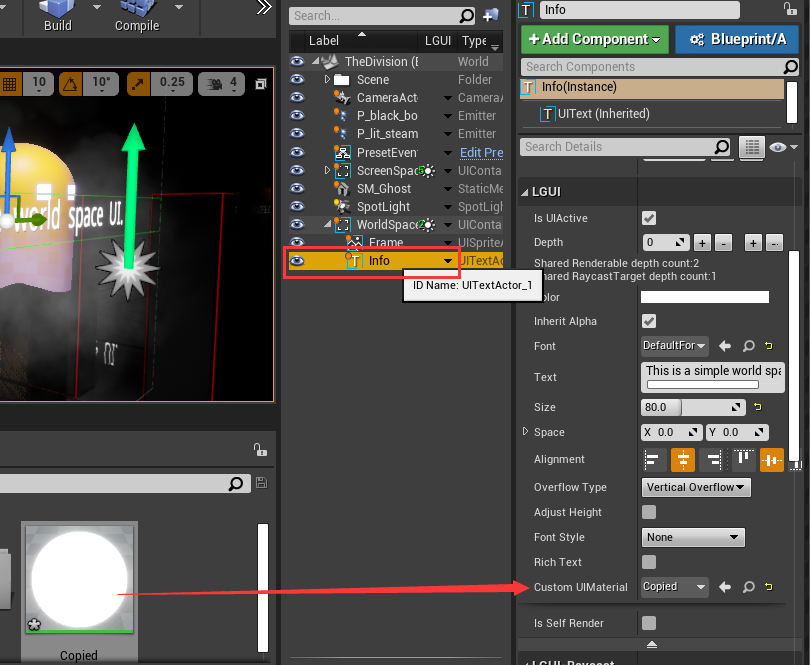 Build
Compile
10
10°
0.25
4
world space UI.
Copied
Search...
Label
LGUI
Type
TheDivision (E
World
Scene
Folder
CameraAct
CameraA
P_black_bo
Emitter
P_lit_steam
Emitter
PresetEven
Edit Pre
ScreenSpac
UIConta
SM_Ghost
StaticMe
SpotLight
SpotLigh
WorldSpace
UIConta
Frame
UISpriteA
Info
UITextAc
ID Name: UITextActor_1
Info
+Add Component
Blueprint/A
Search Components
Info(Instance)
UIText (Inherited)
Search Details
LGUI
Is UIActive
Depth
0
+
-
+
--
Shared Renderable depth count:2
Shared RaycastTarget depth count:1
Color
Inherit Alpha
Font
DefaultFor
Text
This is a simple world spa
Size
80.0
Space
X 0.0
Y 0.0
Alignment
Overflow Type
Vertical Overflow
Adjust Height
Font Style
None
Rich Text
Custom UIMaterial
Copied
Is Self Render
LGUI-Raycast